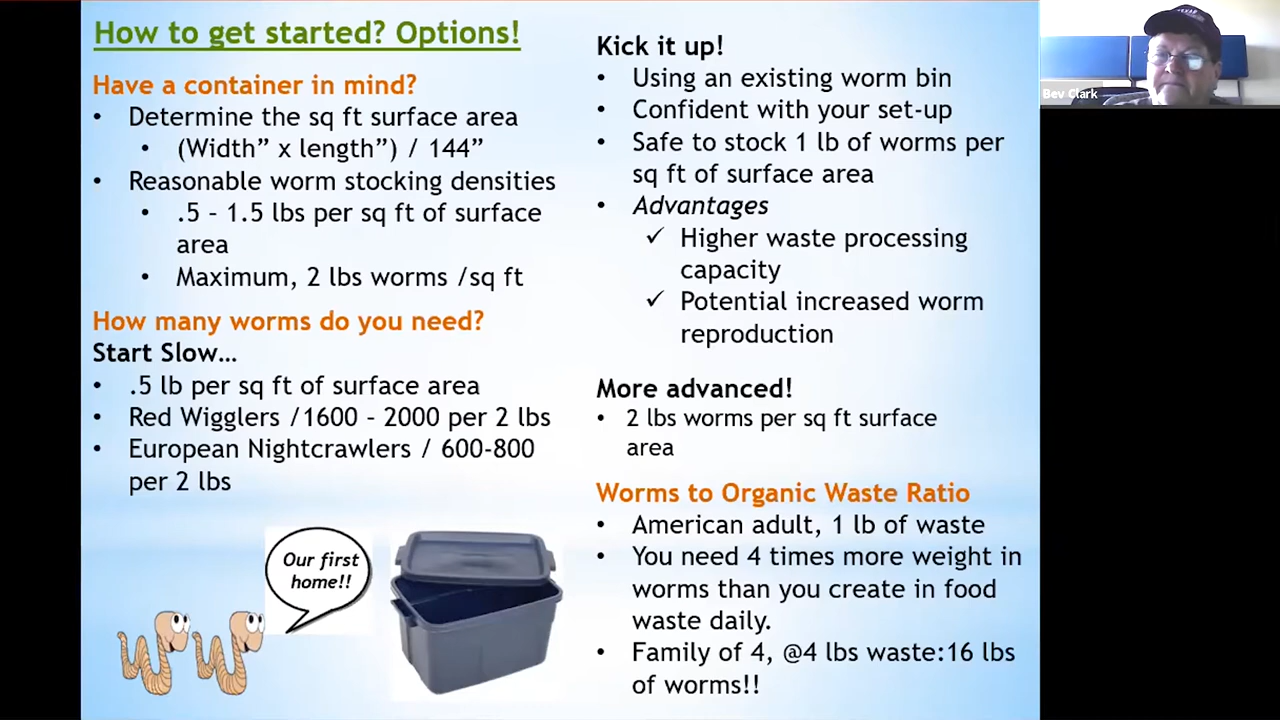 How to get started? Options!
Have a container in mind?
• Determine the sq ft surface area
• (Width” x length”) / 144”
• Reasonable worm stocking densities
• .5 – 1.5 lbs per sq ft of surface
area
• Maximum, 2 lbs worms /sq ft
How many worms do you need?
Start Slow…
• .5 lb per sq ft of surface area
• Red Wigglers /1600 – 2000 per 2 lbs
• European Nightcrawlers / 600-800
per 2 lbs
Our first
home!!
Kick it up!
• Using an existing worm bin
• Confident with your set-up
• Safe to stock 1 lb of worms per
sq ft of surface area
• Advantages
✓ Higher waste processing
capacity
✓ Potential increased worm
reproduction
More advanced!
• 2 lbs worms per sq ft surface
area
Worms to Organic Waste Ratio
• American adult, 1 lb of waste
• You need 4 times more weight in
worms than you create in food
waste daily.
• Family of 4, @4 lbs waste:16 lbs
of worms!!
Bev Clark